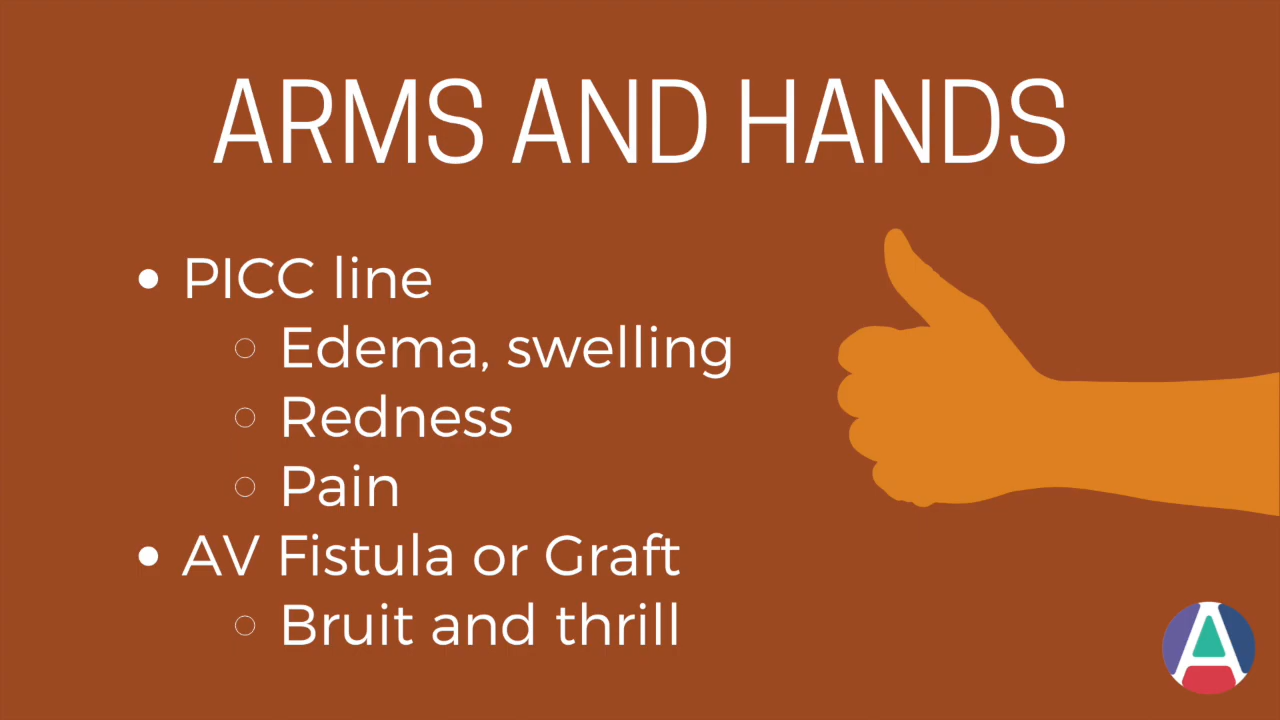 ARMS AND HANDS
• PICC line
○ Edema, swelling
○ Redness
○ Pain
• AV Fistula or Graft
○ Bruit and thrill
A